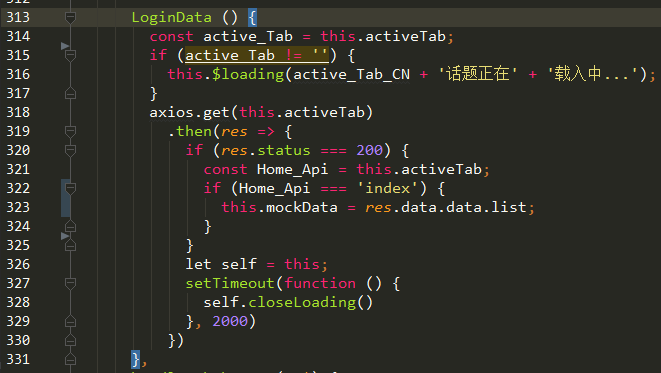 313 LoginData () {
314 const active_Tab = this.activeTab;
315 if (active_Tab != '') {
316 this.$loading(active_Tab_CN + '话题正在' + '载入中...');
317 }
318 axios.get(this.activeTab)
319 .then(res => {
320 if (res.status === 200) {
321 const Home_Api = this.activeTab;
322 if (Home_Api === 'index') {
323 this.mockData = res.data.data.list;
324 }
325 }
326 let self = this;
327 setTimeout(function () {
328 self.closeLoading()
329 }, 2000)
330 })
331 },